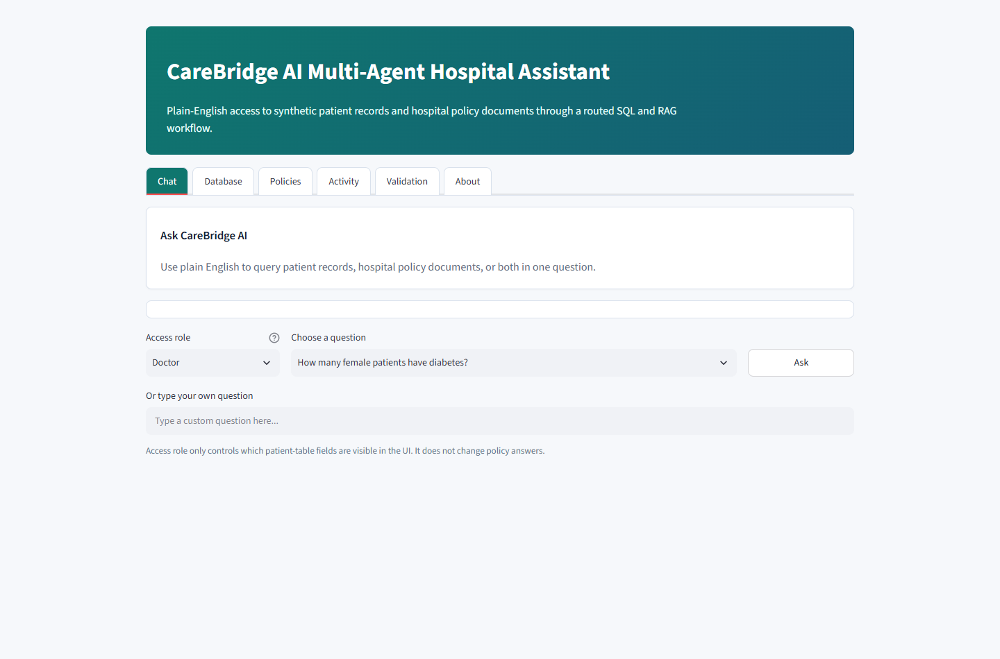 CareBridge AI Multi-Agent Hospital Assistant
Plain-English access to synthetic patient records and hospital policy documents through a routed SQL and RAG
workflow.
Chat
Database
Policies
Activity
Validation
About
Ask CareBridge AI
Use plain English to query patient records, hospital policy documents, or both in one question.
Access role
Choose a question
Doctor
How many female patients have diabetes?
Ask
Or type your own question
Type a custom question here...
Access role only controls which patient-table fields are visible in the UI. It does not change policy answers.